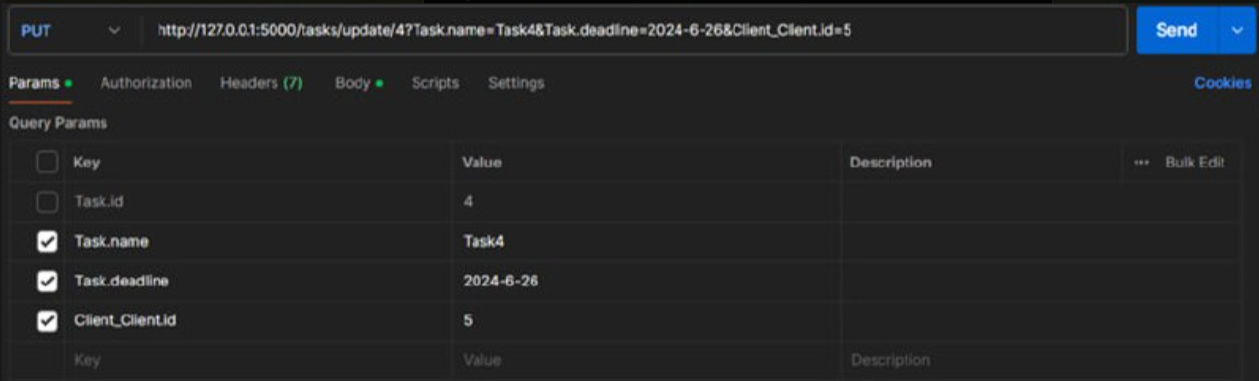 PUT http://127.0.0.1:5000/tasks/update/4?Task.name=Task4&Task.deadline=2024-6-26&Client_Client.id=5 Send
Params Authorization Headers (7) Body Scripts Settings Cookies
Query Params
Key Value Description ... Bulk Edit
Task.id 4
Task.name Task4
Task.deadline 2024-6-26
Client_Client.id 5
Key Value Description